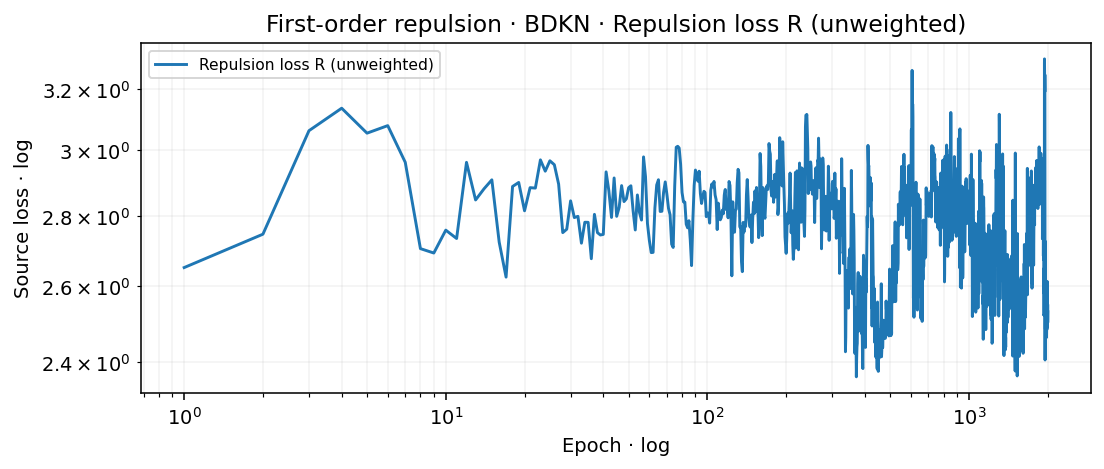 First-order repulsion · BDKN · Repulsion loss R (unweighted)
Repulsion loss R (unweighted)
Source loss · log
3.2 × 10⁰
3 × 10⁰
2.8 × 10⁰
2.6 × 10⁰
2.4 × 10⁰
10⁰ 10¹ 10² 10³
Epoch · log